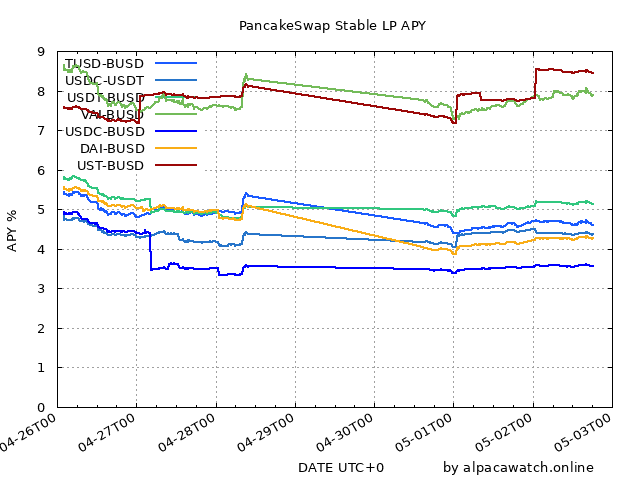 PancakeSwap Stable LP APY
9
8
7
6
5
4
3
2
1
0
APY %
TUSD-BUSD
USDC-USDT
USDT-BUSD
VAI-BUSD
USDC-BUSD
DAI-BUSD
UST-BUSD
04-26T00
04-27T00
04-28T00
04-29T00
04-30T00
05-01T00
05-02T00
05-03T00
DATE UTC+0
by alpacawatch.online